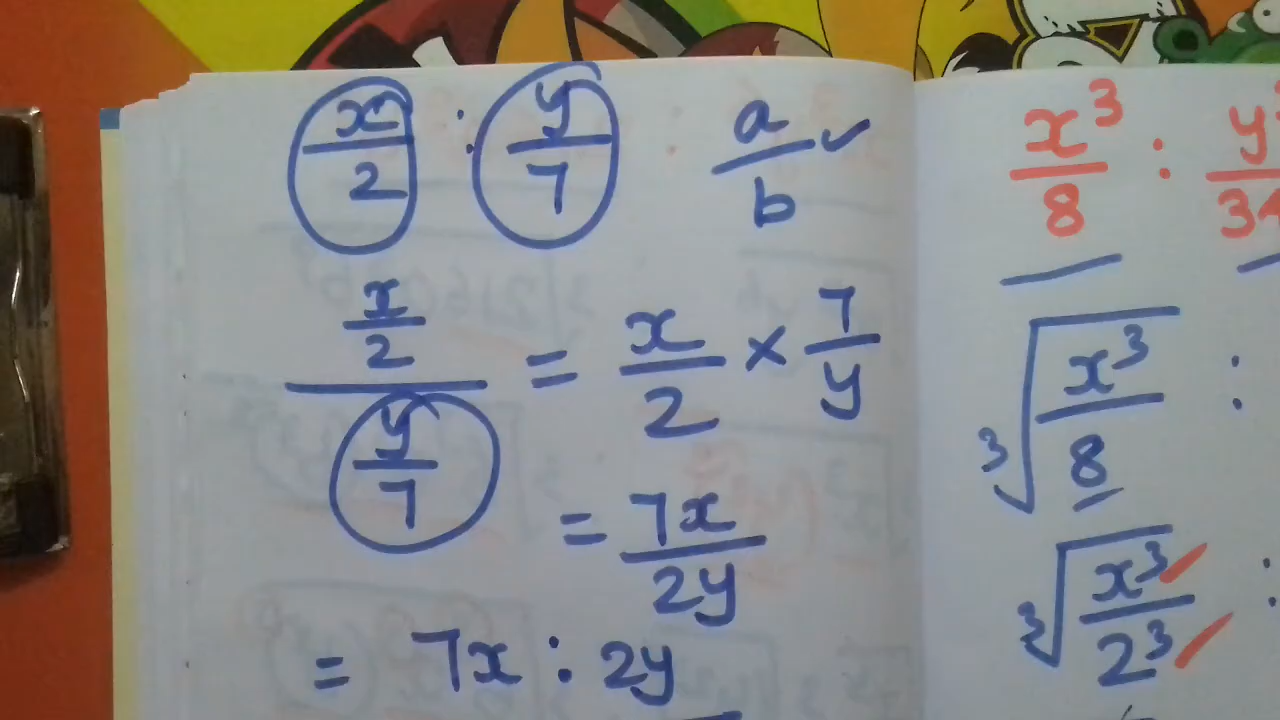 x/2 : y/7 a/b ✓
(x/2)/(y/7) = x/2 × 7/y
= 7x/2y
= 7x : 2y
x³/8 :
∛(x³/8) :
∛(x³/2³) :